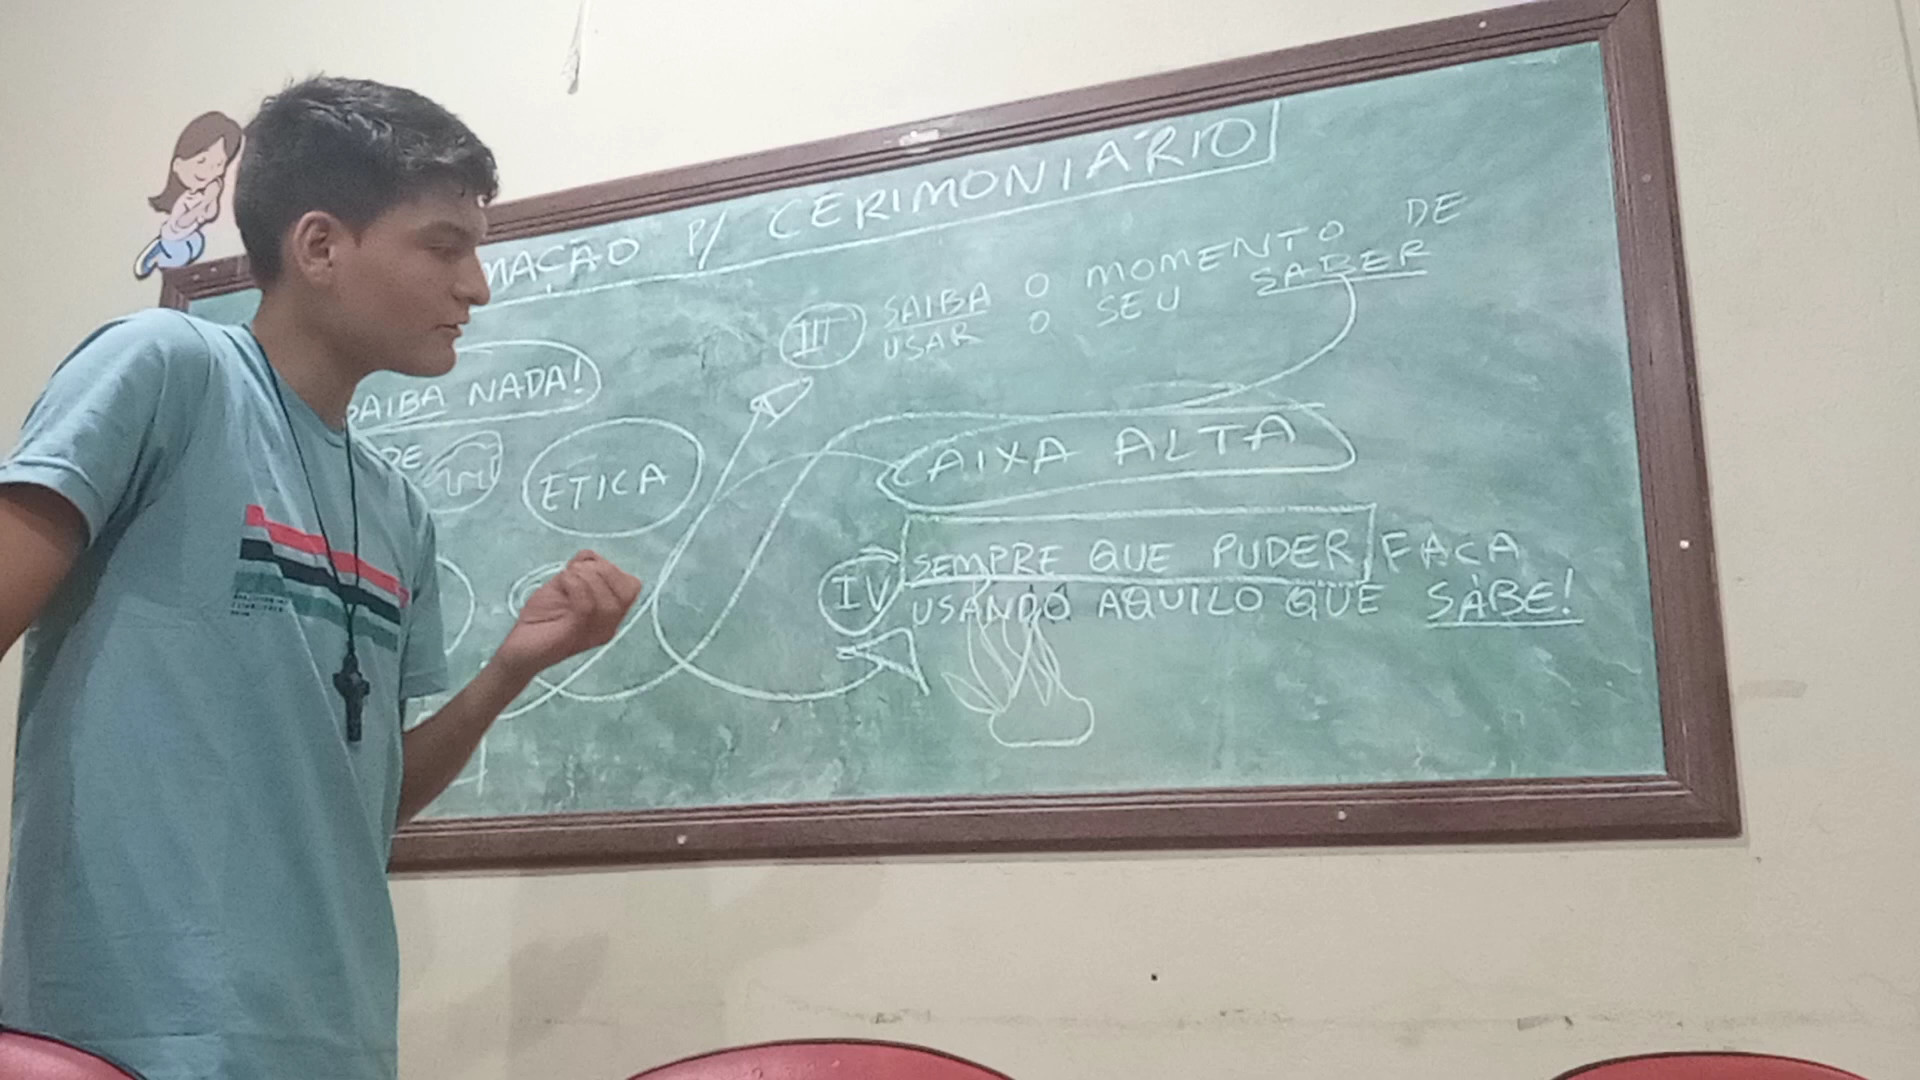 MAÇÃO P/ CERIMONIÁRIO
SAIBA NADA!
DE
ETICA
III SAIBA O MOMENTO DE
USAR O SEU SABER
CAIXA ALTA
IV SEMPRE QUE PUDER FAÇA
USANDO AQUILO QUE SABE!